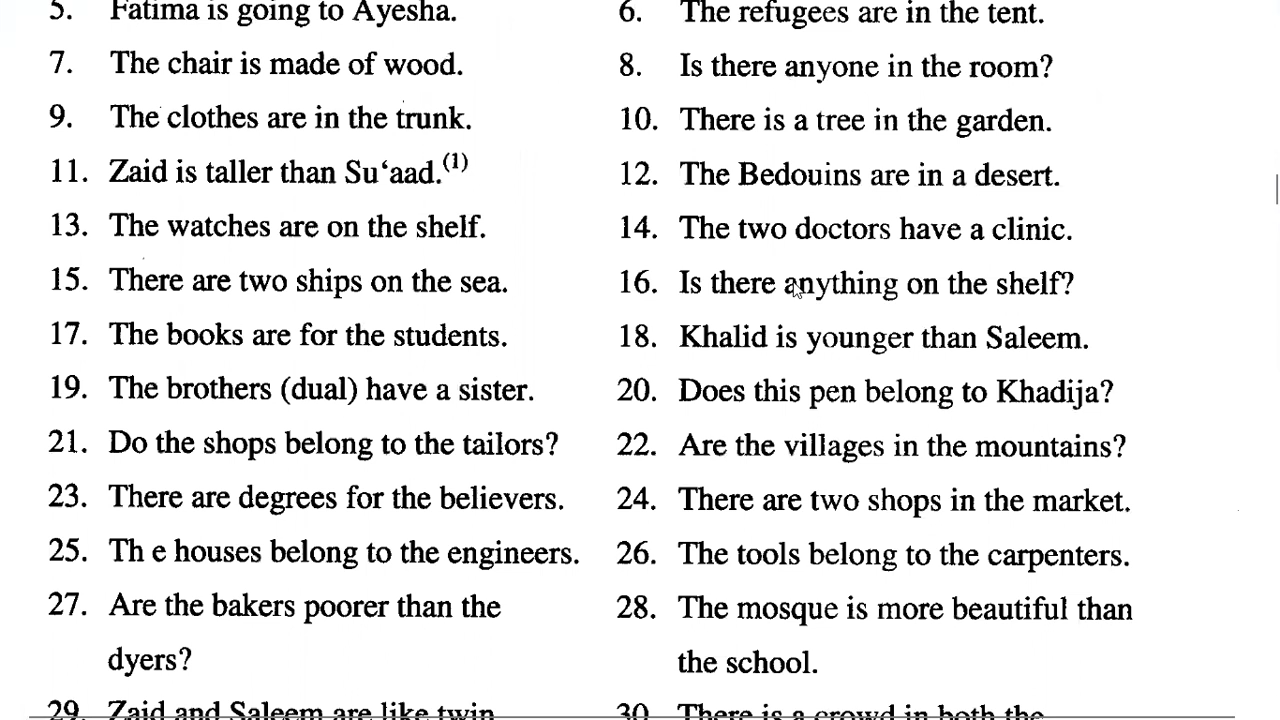 5. Fatima is going to Ayesha.
6. The refugees are in the tent.
7. The chair is made of wood.
8. Is there anyone in the room?
9. The clothes are in the trunk.
10. There is a tree in the garden.
11. Zaid is taller than Su‘aad.(1)
12. The Bedouins are in a desert.
13. The watches are on the shelf.
14. The two doctors have a clinic.
15. There are two ships on the sea.
16. Is there anything on the shelf?
17. The books are for the students.
18. Khalid is younger than Saleem.
19. The brothers (dual) have a sister.
20. Does this pen belong to Khadija?
21. Do the shops belong to the tailors?
22. Are the villages in the mountains?
23. There are degrees for the believers.
24. There are two shops in the market.
25. Th e houses belong to the engineers.
26. The tools belong to the carpenters.
27. Are the bakers poorer than the
dyers?
28. The mosque is more beautiful than
the school.
29. Zaid and Saleem are like twin
30. There is a crowd in both the